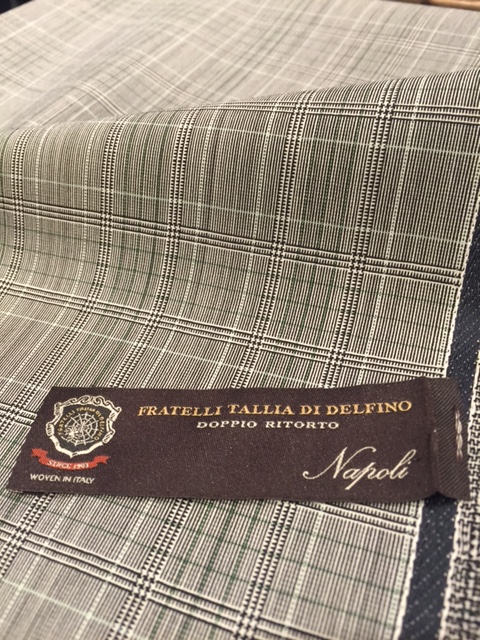 FRATELLI TALLIA DI DELFINO
DOPPIO RITORTO
Napoli
SINCE 1903
WOVEN IN ITALY